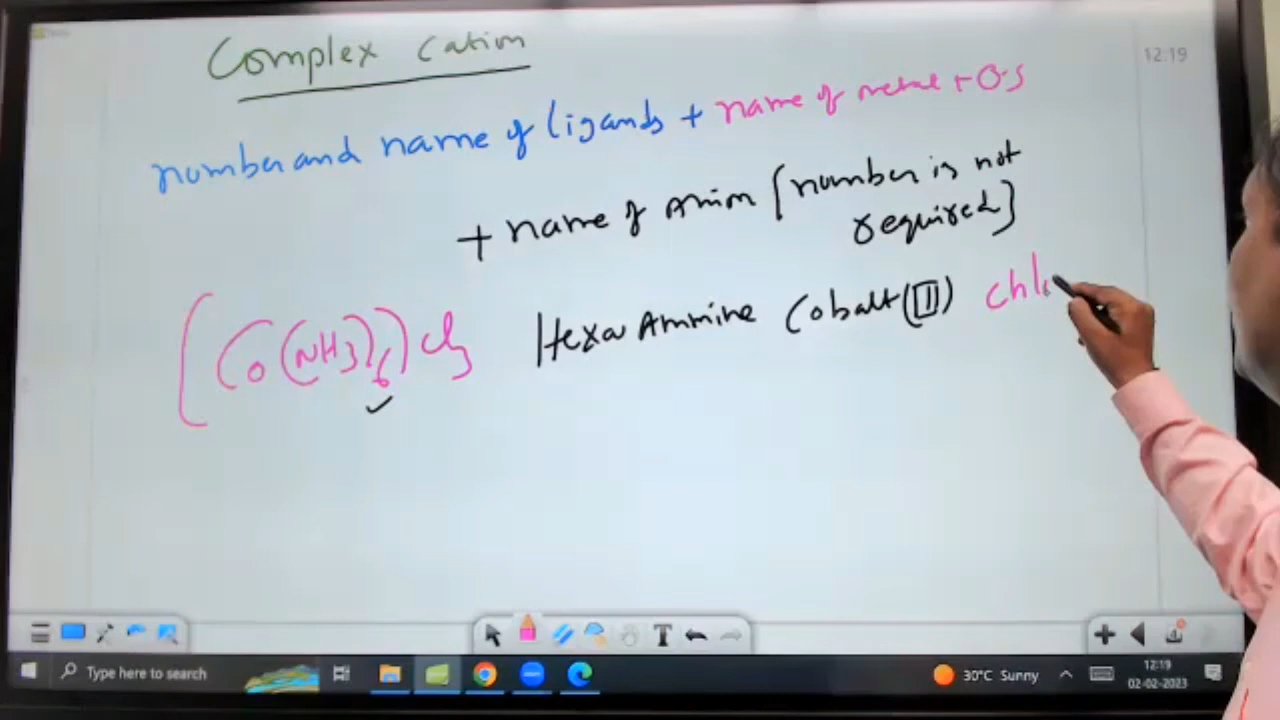 Complex Cation
12:19
number and name of ligands + name of metal + O.S
+ name of Anion [number is not
required]
[Co(NH3)6]Cl3 Hexa Ammine Cobalt(III) chlo
Type here to search
30°C Sunny
12:19
02-02-2023